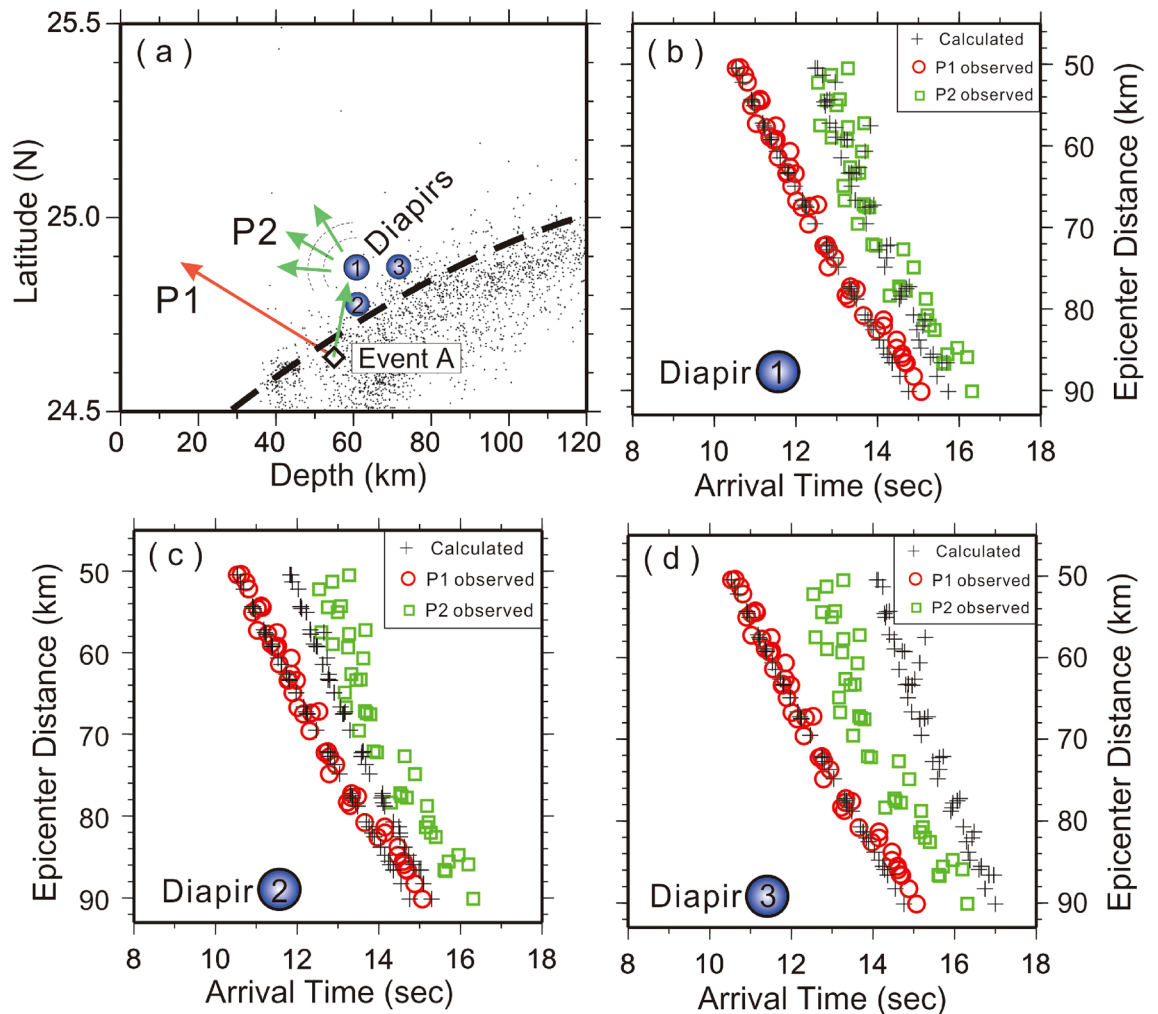 25.5
25.0
24.5
Latitude (N)
( a )
P2
P1
Diapirs
1
3
2
Event A
0
20
40
60
80
100
120
Depth (km)
( b )
Calculated
P1 observed
P2 observed
Diapir 1
50
60
70
80
90
Epicenter Distance (km)
8
10
12
14
16
18
Arrival Time (sec)
( c )
Calculated
P1 observed
P2 observed
Diapir 2
50
60
70
80
90
Epicenter Distance (km)
8
10
12
14
16
18
Arrival Time (sec)
( d )
Calculated
P1 observed
P2 observed
Diapir 3
50
60
70
80
90
Epicenter Distance (km)
8
10
12
14
16
18
Arrival Time (sec)